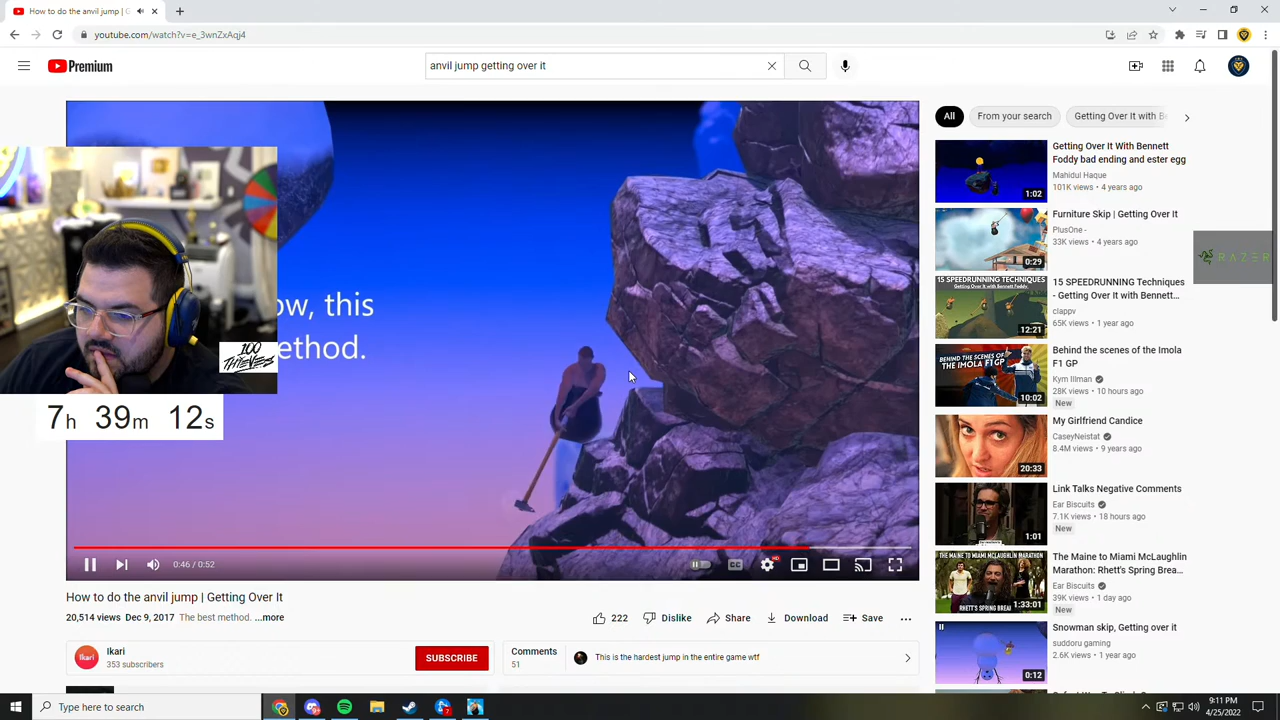 How to do the anvil jump | G
youtube.com/watch?v=e_3wnZxAqj4
Premium
anvil jump getting over it
All
From your search
Getting Over It with Be
Getting Over It With Bennett
Foddy bad ending and ester egg
Mahidul Haque
101K views • 4 years ago
1:02
Furniture Skip | Getting Over It
PlusOne -
33K views • 4 years ago
0:29
RAZER
15 SPEEDRUNNING TECHNIQUES
Getting Over It with Bennett Foddy
12:21
15 SPEEDRUNNING Techniques
- Getting Over It with Bennett...
clappv
65K views • 1 year ago
ow, this
ethod.
100
THIEVES
7h 39m 12s
BEHIND THE SCENES OF
THE IMOLA F1 GP
10:02
Behind the scenes of the Imola
F1 GP
Kym Illman
28K views • 10 hours ago
New
20:33
My Girlfriend Candice
CaseyNeistat
8.4M views • 9 years ago
1:01
Link Talks Negative Comments
Ear Biscuits
7.1K views • 18 hours ago
New
THE MAINE TO MIAMI MCLAUGHLIN
MARATHON:
RHETT'S SPRING BREAK
1:33:01
The Maine to Miami McLaughlin
Marathon: Rhett's Spring Brea...
Ear Biscuits
39K views • 1 day ago
New
0:12
Snowman skip, Getting over it
suddoru gaming
2.6K views • 1 year ago
0:46 / 0:52
CC
HD
How to do the anvil jump | Getting Over It
20,514 views Dec 9, 2017 The best method. ...more
222
Dislike
Share
Download
Save
Ikari
Ikari
353 subscribers
SUBSCRIBE
Comments
51
This is the hardest jump in the entire game wtf
Type here to search
9:11 PM
4/25/2022